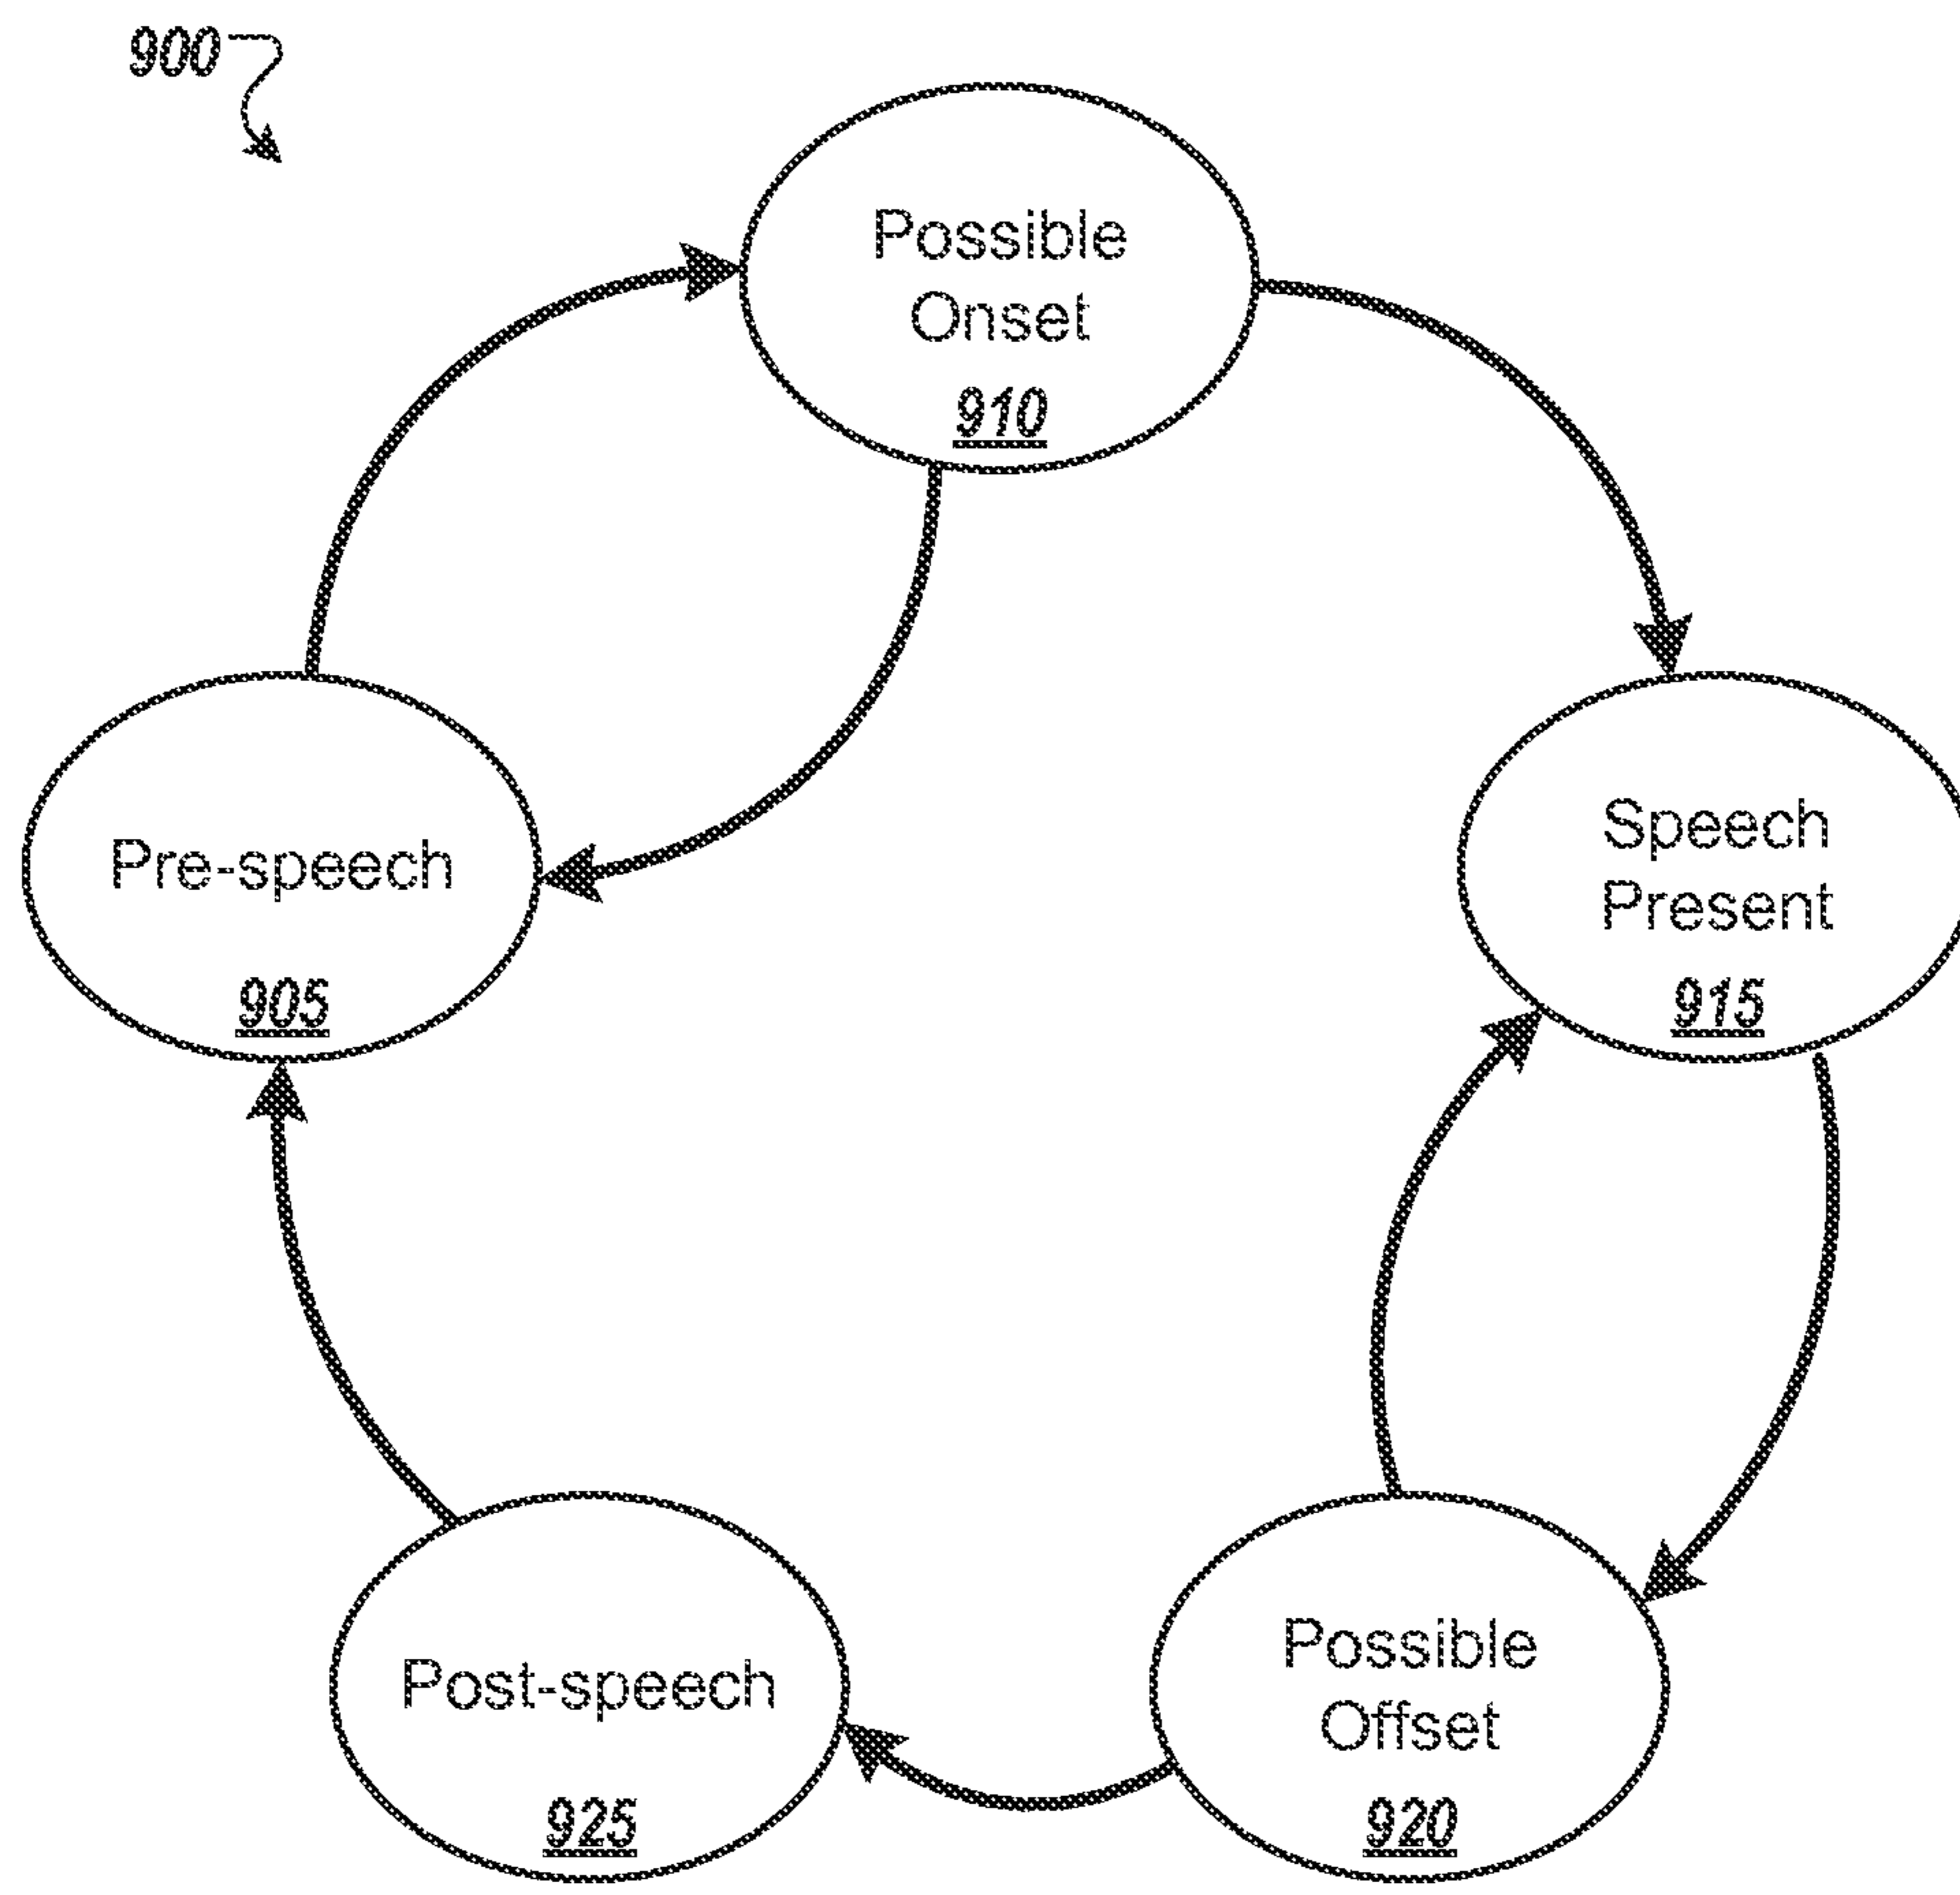 900
Possible
Onset
910
Pre-speech
905
Speech
Present
915
Post-speech
925
Possible
Offset
920